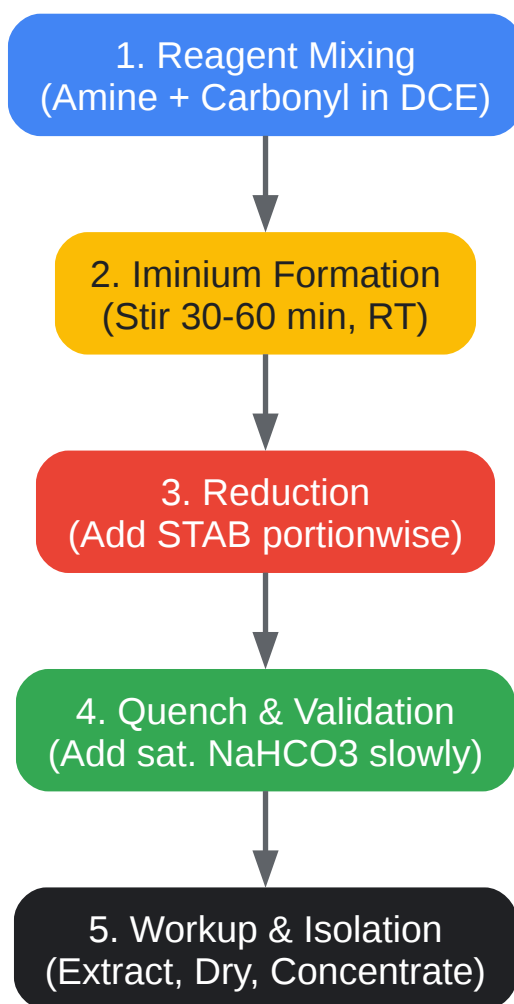 1. Reagent Mixing
(Amine + Carbonyl in DCE)
2. Iminium Formation
(Stir 30-60 min, RT)
3. Reduction
(Add STAB portionwise)
4. Quench & Validation
(Add sat. NaHCO3 slowly)
5. Workup & Isolation
(Extract, Dry, Concentrate)